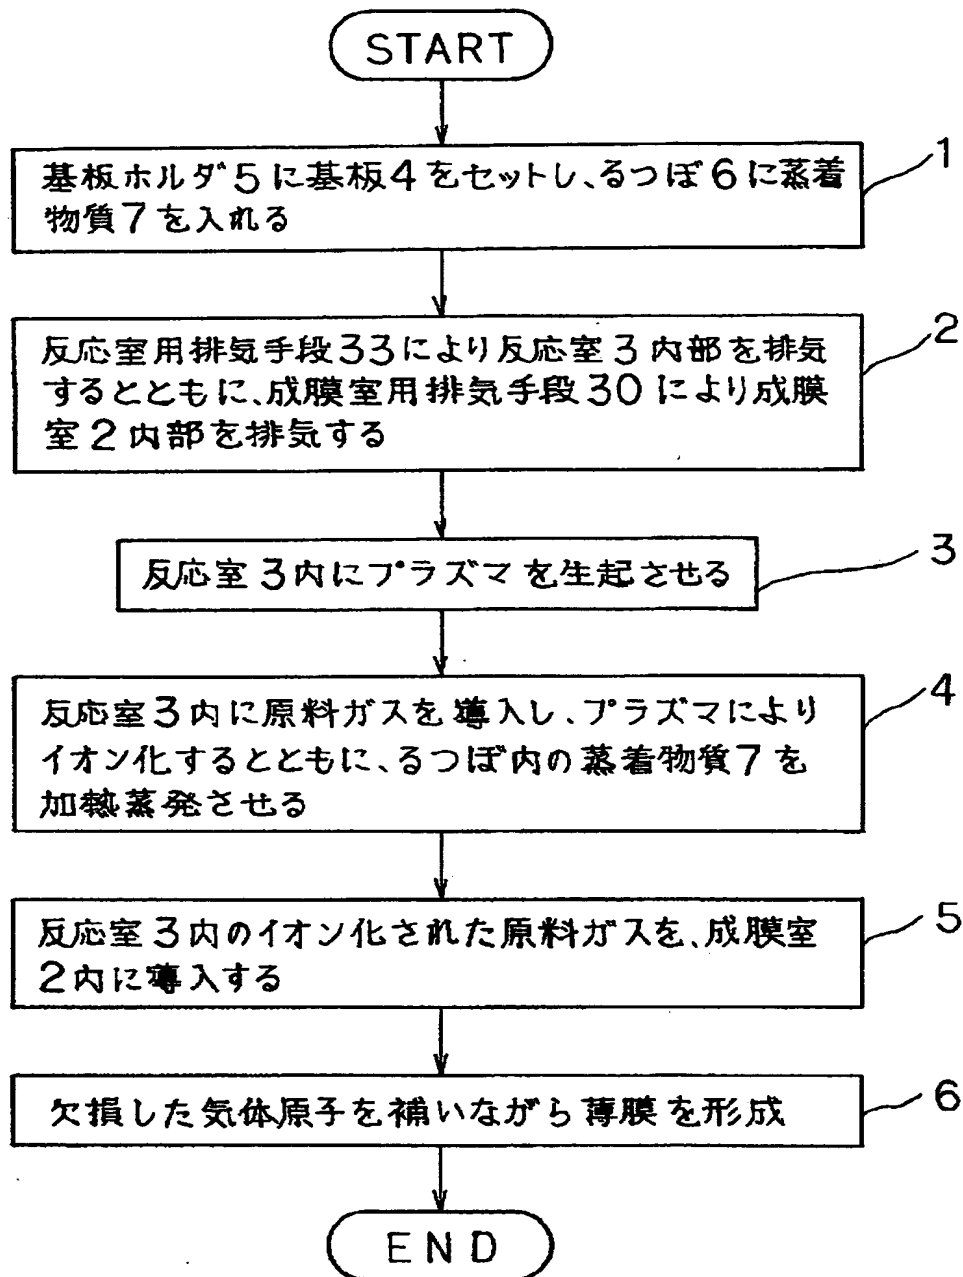 START
基板ホルダ5に基板4をセットし、るつぼ6に蒸着
物質7を入れる
1
反応室用排気手段33により反応室3内部を排気
するとともに、成膜室用排気手段30により成膜
室2内部を排気する
2
反応室3内にプラズマを生起させる
3
反応室3内に原料ガスを導入し、プラズマにより
イオン化するとともに、るつぼ内の蒸着物質7を
加熱蒸発させる
4
反応室3内のイオン化された原料ガスを、成膜室
2内に導入する
5
欠損した気体原子を補いながら薄膜を形成
6
END